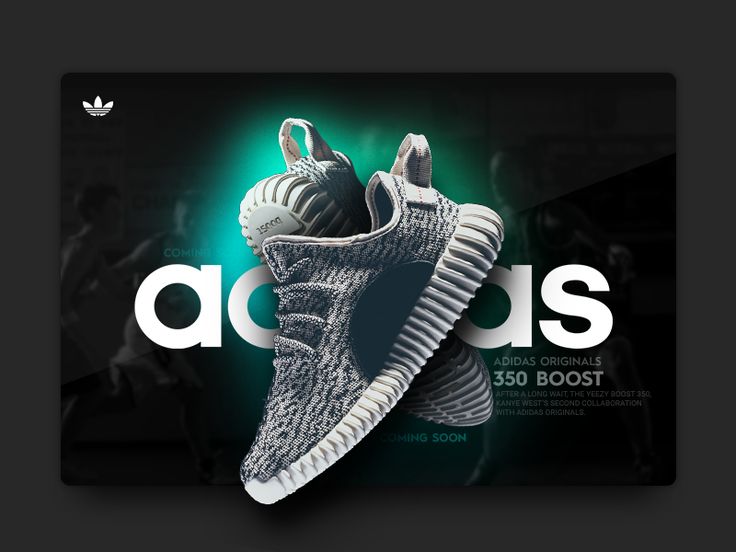 COMING
BOOST
adidas
ADIDAS ORIGINALS
350 BOOST
AFTER A LONG WAIT, THE YEEZY BOOST 350,
KANYE WEST'S SECOND COLLABORATION
WITH ADIDAS ORIGINALS.
COMING SOON